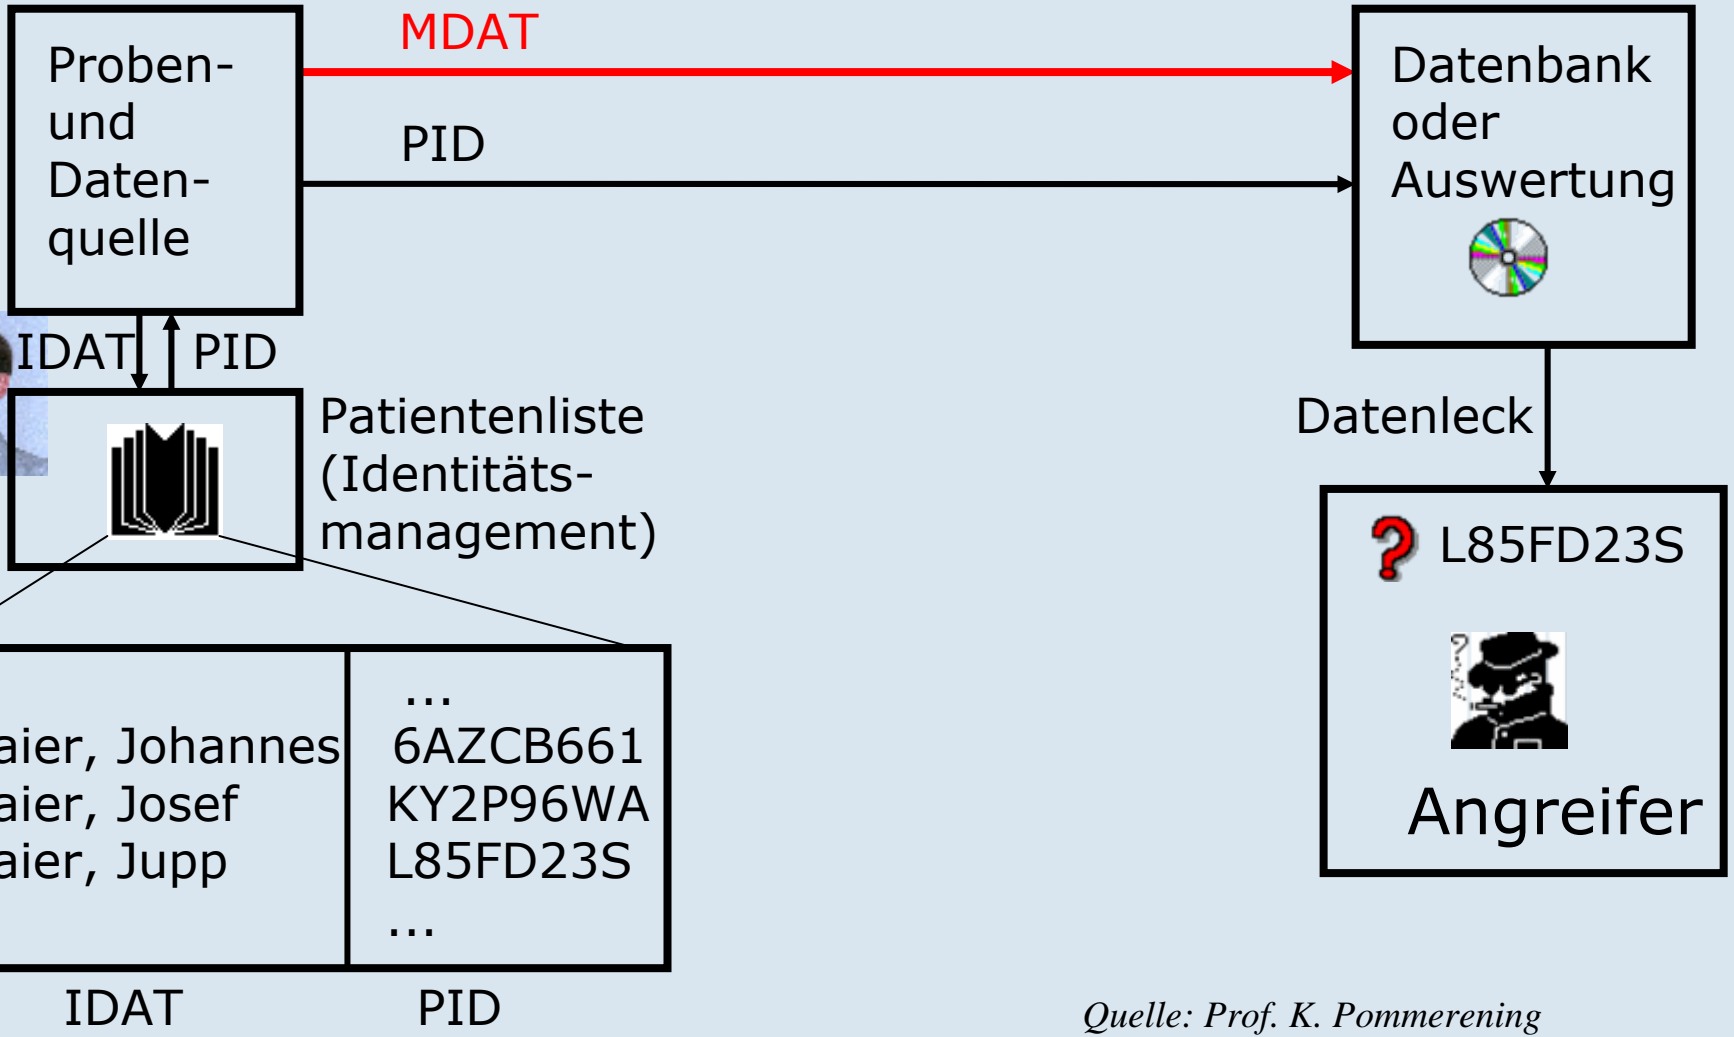 MDAT
Proben-
und
Daten-
quelle
PID
Datenbank
oder
Auswertung
IDAT
PID
Patientenliste
(Identitäts-
management)
Datenleck
? L85FD23S
Angreifer
...
aier, Johannes 6AZCB661
aier, Josef KY2P96WA
aier, Jupp L85FD23S
...
IDAT PID
Quelle: Prof. K. Pommerening